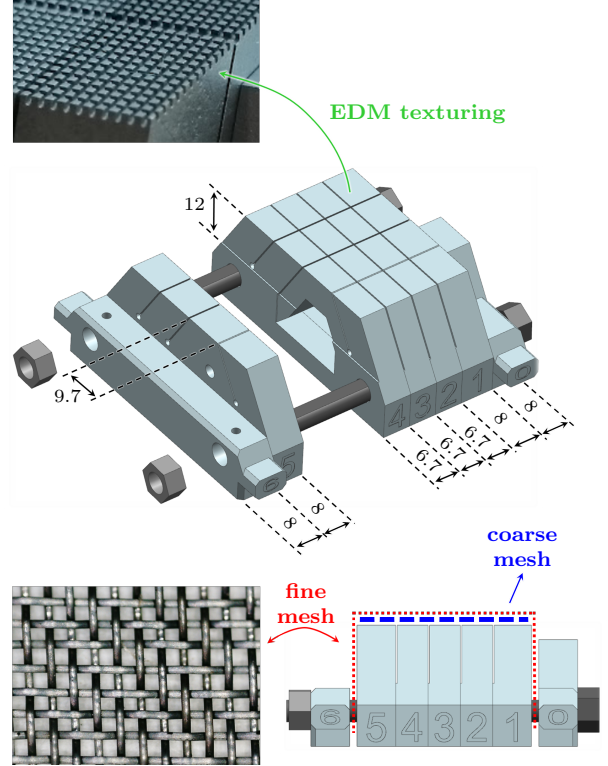 EDM texturing
12
9.7
4 3 2 1 0
6.7 6.7 6.7 8 8
6 5
8 8
coarse
mesh
fine
mesh
6 5 4 3 2 1 0